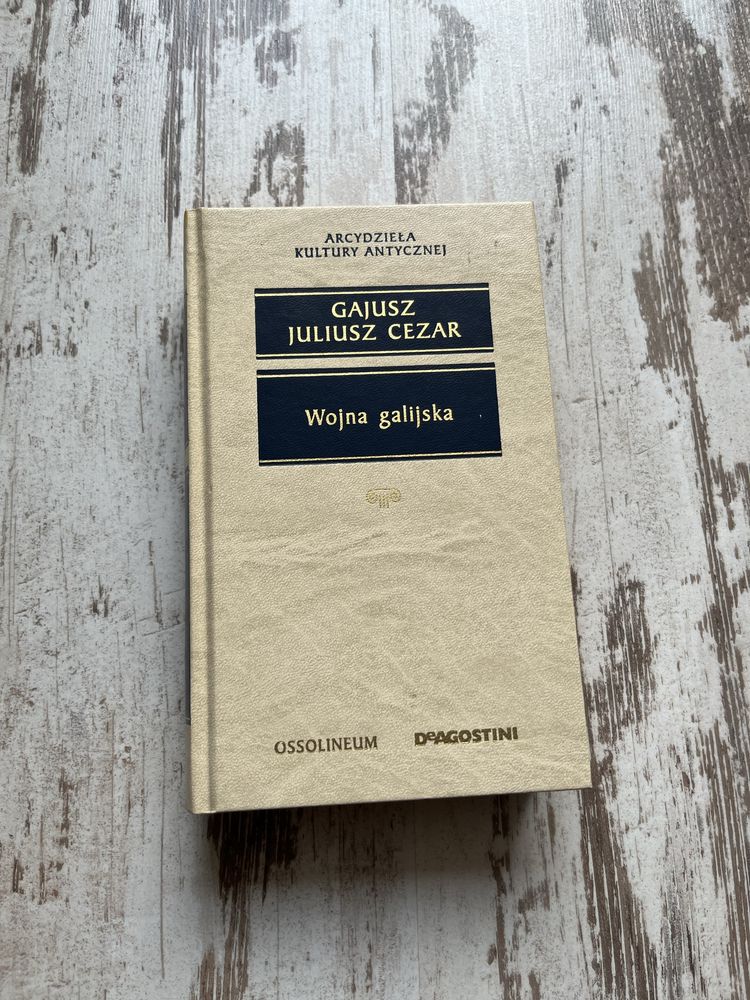 ARCYDZIEŁA
KULTURY ANTYCZNEJ
GAJUSZ
JULIUSZ CEZAR
Wojna galijska
OSSOLINEUM DeAGOSTINI